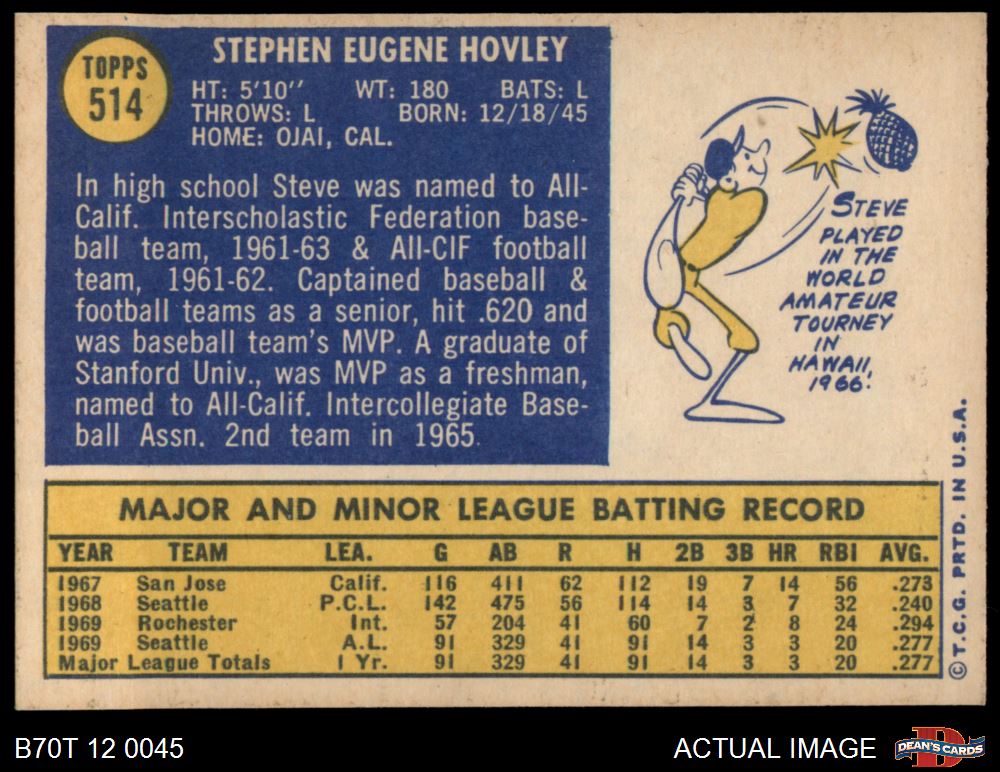 TOPPS
514
STEPHEN EUGENE HOVLEY
HT: 5'10'' WT: 180 BATS: L
THROWS: L BORN: 12/18/45
HOME: OJAI, CAL.
In high school Steve was named to All-
Calif. Interscholastic Federation base-
ball team, 1961-63 & All-CIF football
team, 1961-62. Captained baseball &
football teams as a senior, hit .620 and
was baseball team's MVP. A graduate of
Stanford Univ., was MVP as a freshman,
named to All-Calif. Intercollegiate Base-
ball Assn. 2nd team in 1965.
STEVE
PLAYED
IN THE
WORLD
AMATEUR
TOURNEY
IN
HAWAII,
1966.
MAJOR AND MINOR LEAGUE BATTING RECORD
YEAR TEAM LEA. G AB R H 2B 3B HR RBI AVG.
1967 San Jose Calif. 116 411 62 112 19 7 14 56 .273
1968 Seattle P.C.L. 142 475 56 114 14 3 7 32 .240
1969 Rochester Int. 57 204 41 60 7 2 8 24 .294
1969 Seattle A.L. 91 329 41 91 14 3 3 20 .277
Major League Totals 1 Yr. 91 329 41 91 14 3 3 20 .277
© T.C.G. PRTD. IN U.S.A.
B70T 12 0045
ACTUAL IMAGE
DEAN'S CARDS